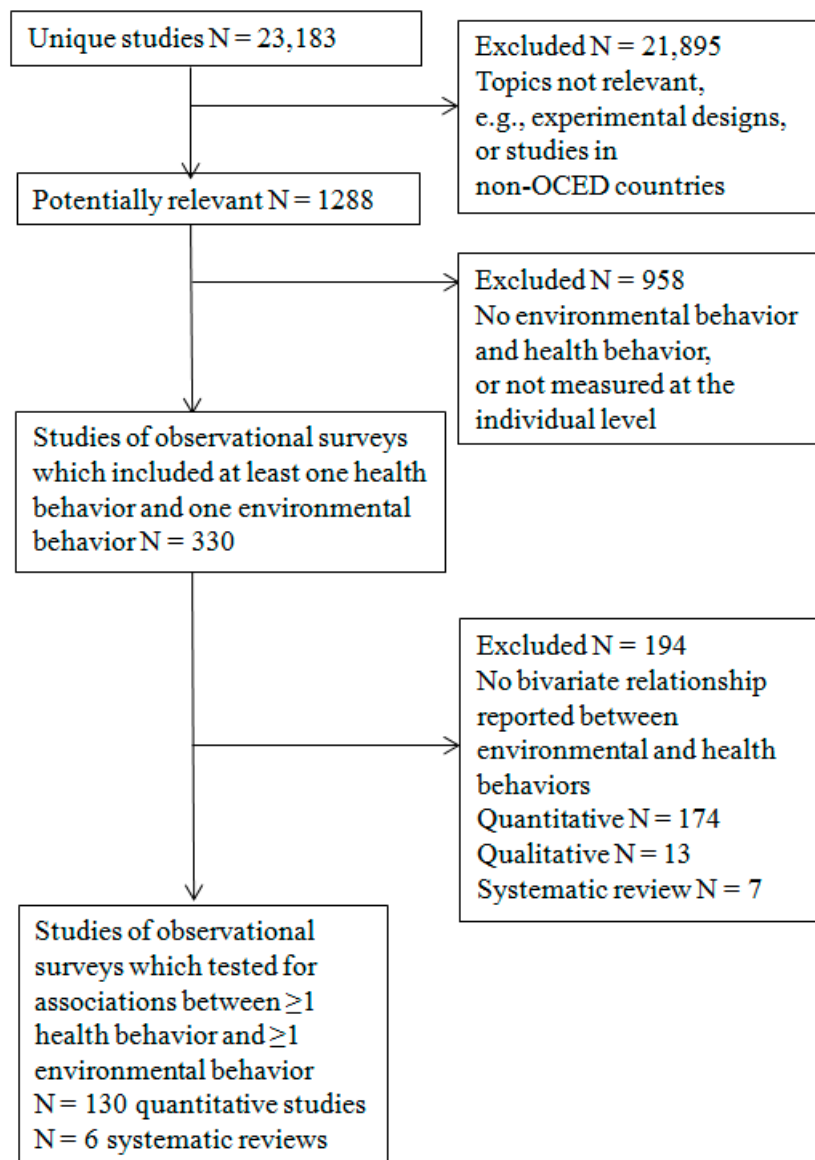 Unique studies N = 23,183
Excluded N = 21,895
Topics not relevant,
e.g., experimental designs,
or studies in
non-OCED countries
Potentially relevant N = 1288
Excluded N = 958
No environmental behavior
and health behavior,
or not measured at the
individual level
Studies of observational surveys
which included at least one health
behavior and one environmental
behavior N = 330
Excluded N = 194
No bivariate relationship
reported between
environmental and health
behaviors
Quantitative N = 174
Qualitative N = 13
Systematic review N = 7
Studies of observational
surveys which tested for
associations between ≥1
health behavior and ≥1
environmental behavior
N = 130 quantitative studies
N = 6 systematic reviews